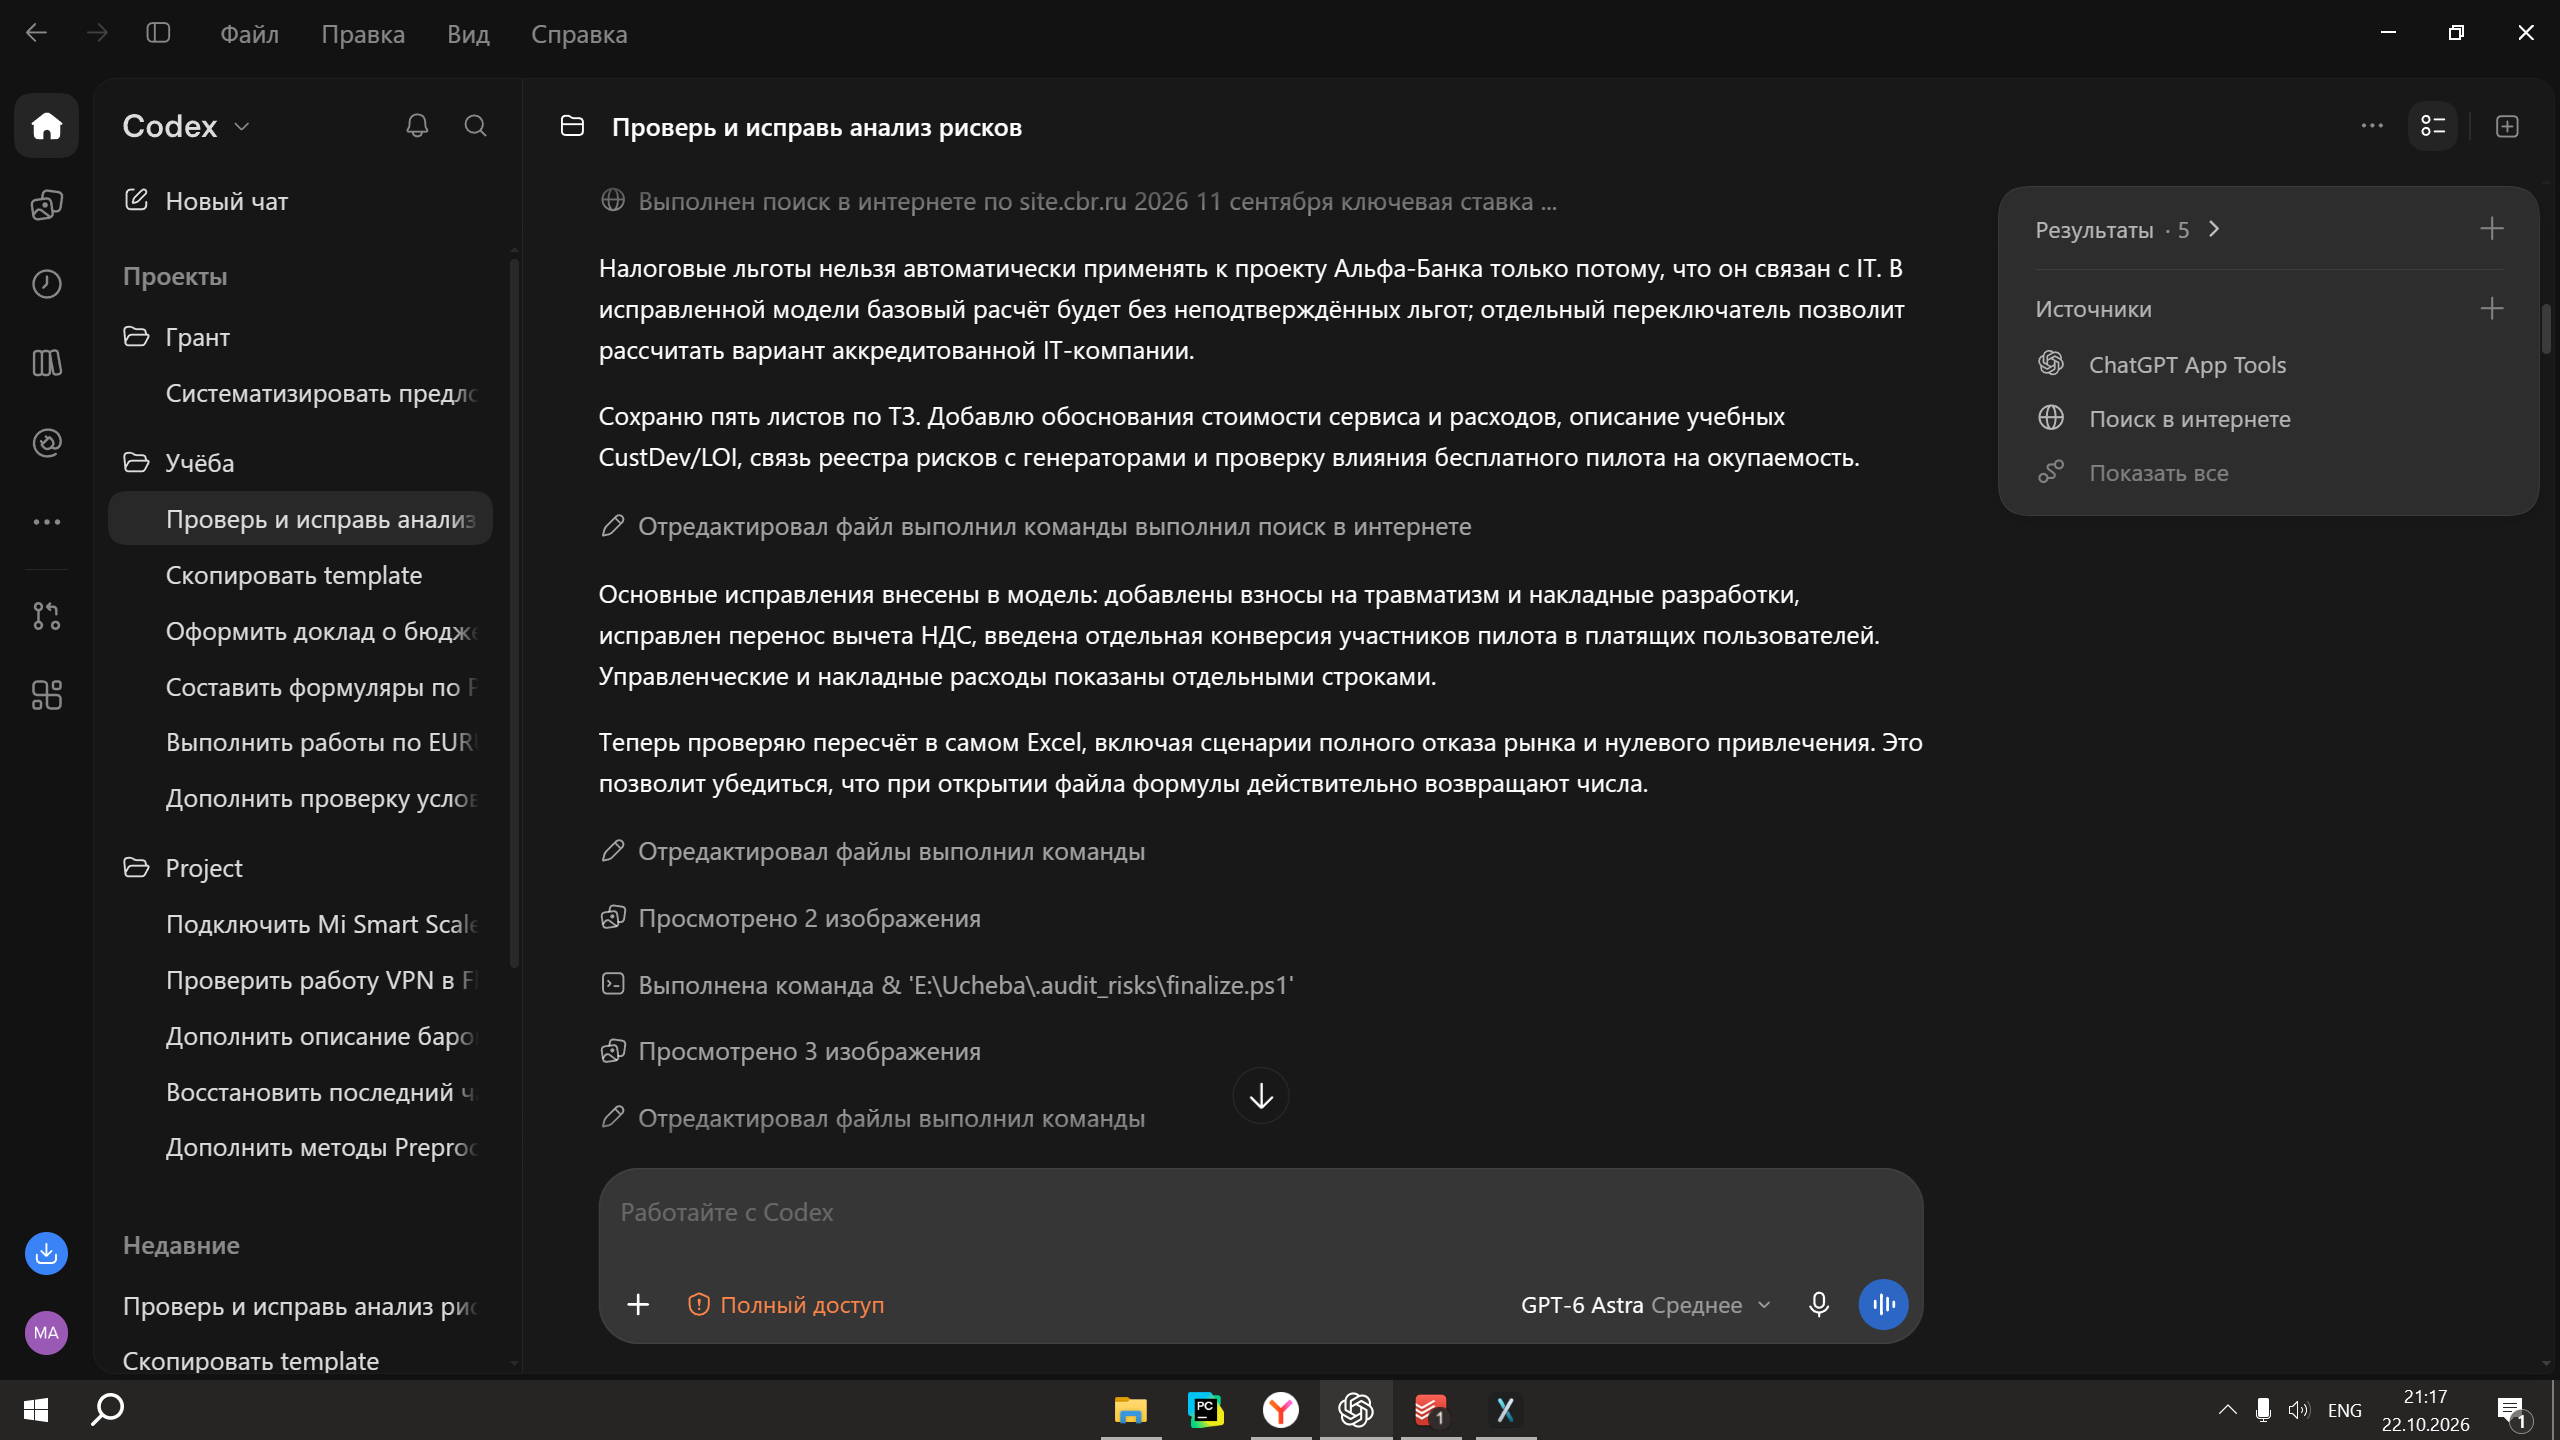 Файл Правка Вид Справка
Codex
Новый чат
Проекты
Грант
Систематизировать предло
Учёба
Проверь и исправь анализ
Скопировать template
Оформить доклад о бюдже
Составить формуляры по
Выполнить работы по EUR
Дополнить проверку услов
Project
Подключить Mi Smart Scale
Проверить работу VPN в
Дополнить описание баро
Восстановить последний
Дополнить методы Preproc
Недавние
Проверь и исправь анализ рис
Скопировать template
MA
Проверь и исправь анализ рисков
Выполнен поиск в интернете по site.cbr.ru 2026 11 сентября ключевая ставка ...
Налоговые льготы нельзя автоматически применять к проекту Альфа-Банка только потому, что он связан с IT. В
исправленной модели базовый расчёт будет без неподтверждённых льгот; отдельный переключатель позволит
рассчитать вариант аккредитованной IT-компании.
Сохраню пять листов по ТЗ. Добавлю обоснования стоимости сервиса и расходов, описание учебных
CustDev/LOI, связь реестра рисков с генераторами и проверку влияния бесплатного пилота на окупаемость.
Отредактировал файл выполнил команды выполнил поиск в интернете
Основные исправления внесены в модель: добавлены взносы на травматизм и накладные разработки,
исправлен перенос вычета НДС, введена отдельная конверсия участников пилота в платящих пользователей.
Управленческие и накладные расходы показаны отдельными строками.
Теперь проверяю пересчёт в самом Excel, включая сценарии полного отказа рынка и нулевого привлечения. Это
позволит убедиться, что при открытии файла формулы действительно возвращают числа.
Отредактировал файлы выполнил команды
Просмотрено 2 изображения
Выполнена команда & 'E:\Ucheba\.audit_risks\finalize.ps1'
Просмотрено 3 изображения
Отредактировал файлы выполнил команды
Работайте с Codex
Полный доступ
GPT-6 Astra Среднее
Результаты · 5
Источники
ChatGPT App Tools
Поиск в интернете
Показать все
PC
1
ENG
21:17
22.10.2026
1